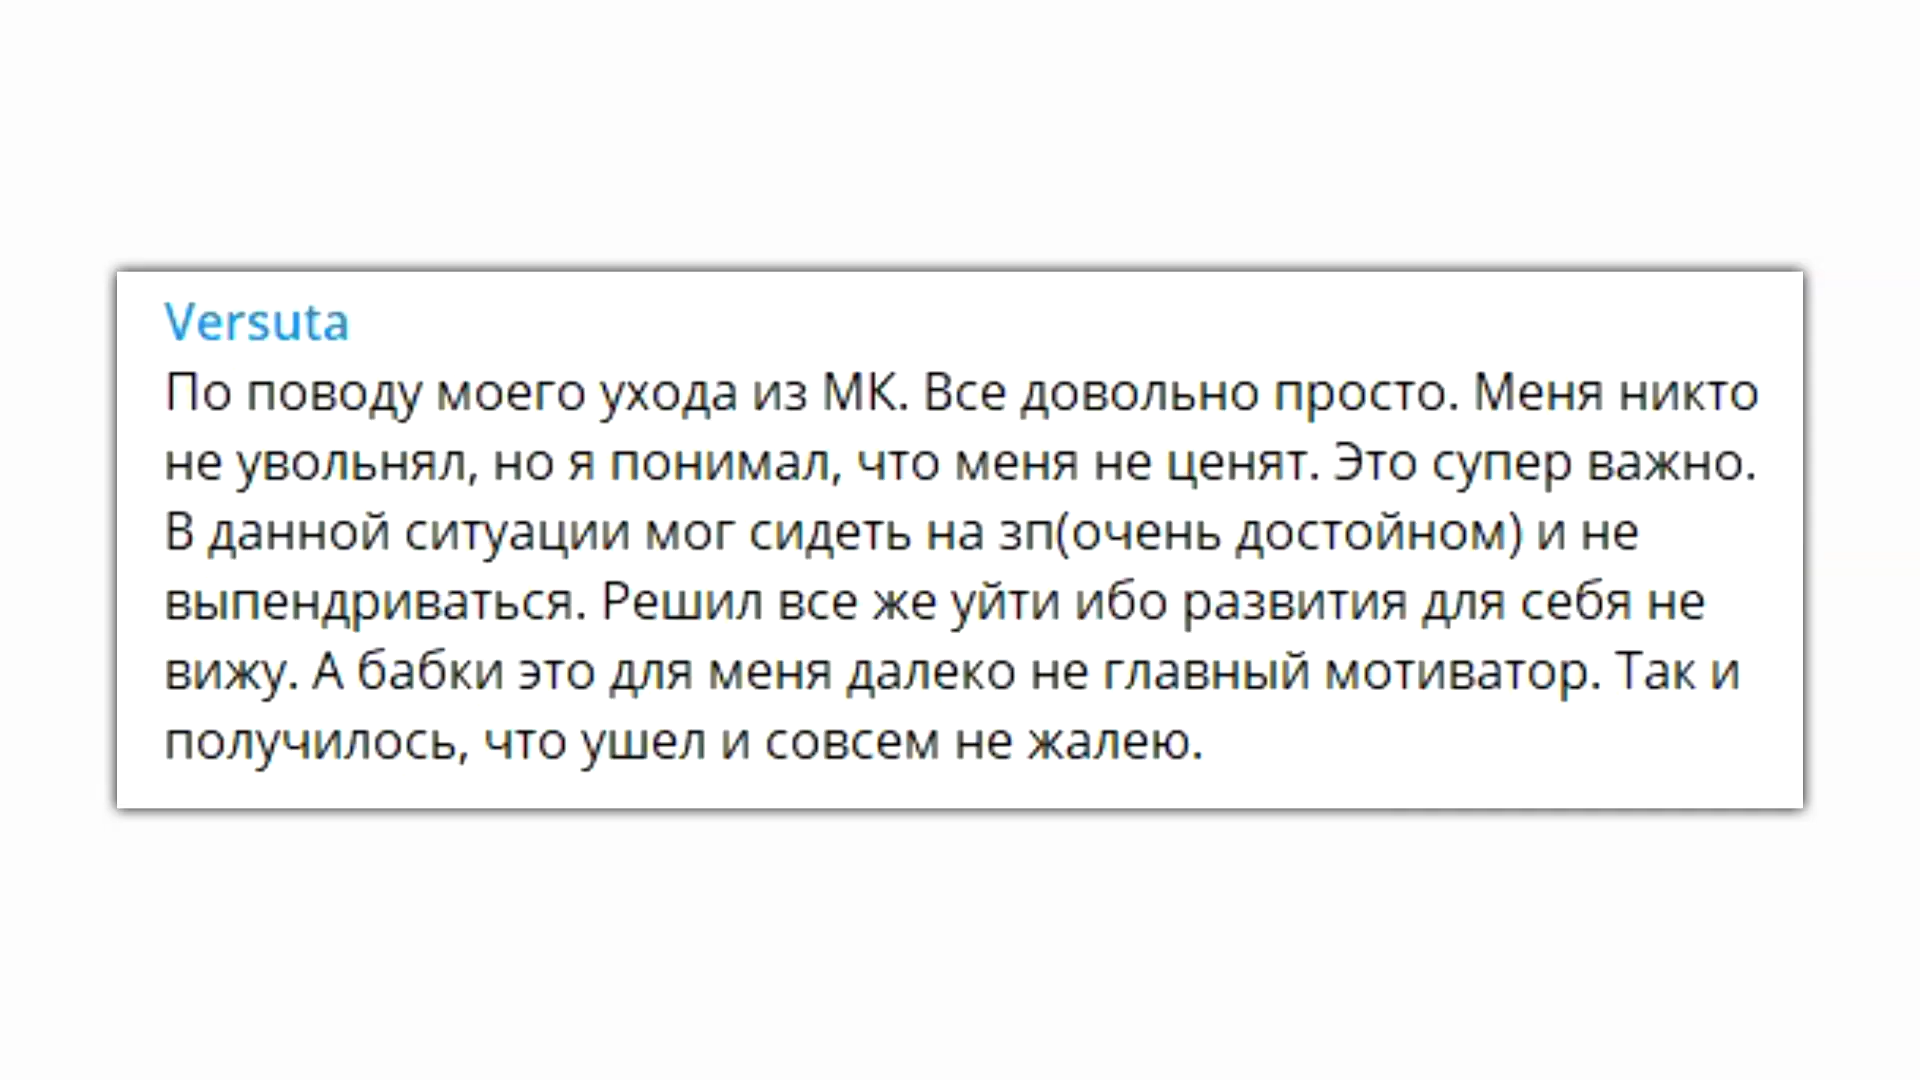 Versuta
По поводу моего ухода из МК. Все довольно просто. Меня никто
не увольнял, но я понимал, что меня не ценят. Это супер важно.
В данной ситуации мог сидеть на зп(очень достойном) и не
выпендриваться. Решил все же уйти ибо развития для себя не
вижу. А бабки это для меня далеко не главный мотиватор. Так и
получилось, что ушел и совсем не жалею.